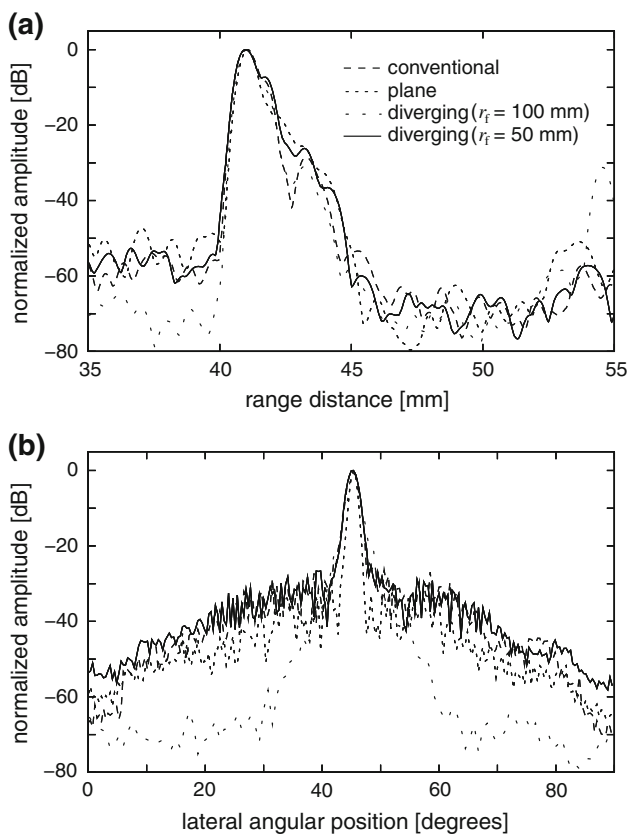 (a)
0
−20
−40
−60
−80
normalized amplitude [dB]
conventional
plane
diverging (rf = 100 mm)
diverging (rf = 50 mm)
35
40
45
50
55
range distance [mm]
(b)
0
−20
−40
−60
−80
normalized amplitude [dB]
0
20
40
60
80
lateral angular position [degrees]